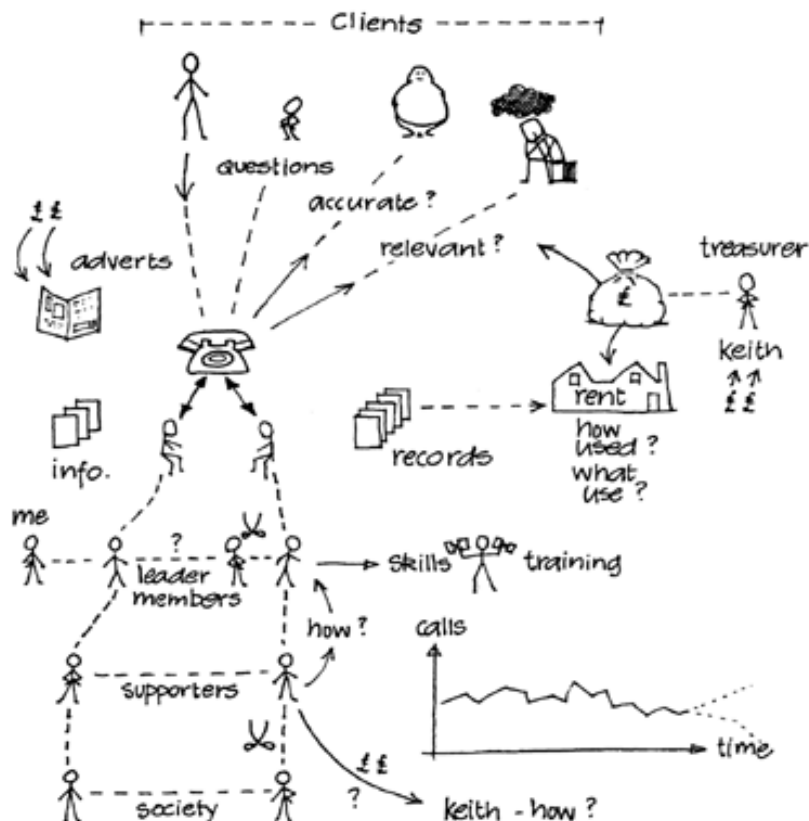 Clients
questions
accurate ?
relevant ?
£ £
adverts
treasurer
£
keith
£ £
rent
how
used ?
what
use ?
info.
records
me
?
leader
members
skills
training
how ?
calls
supporters
time
£ £
?
society
keith - how ?